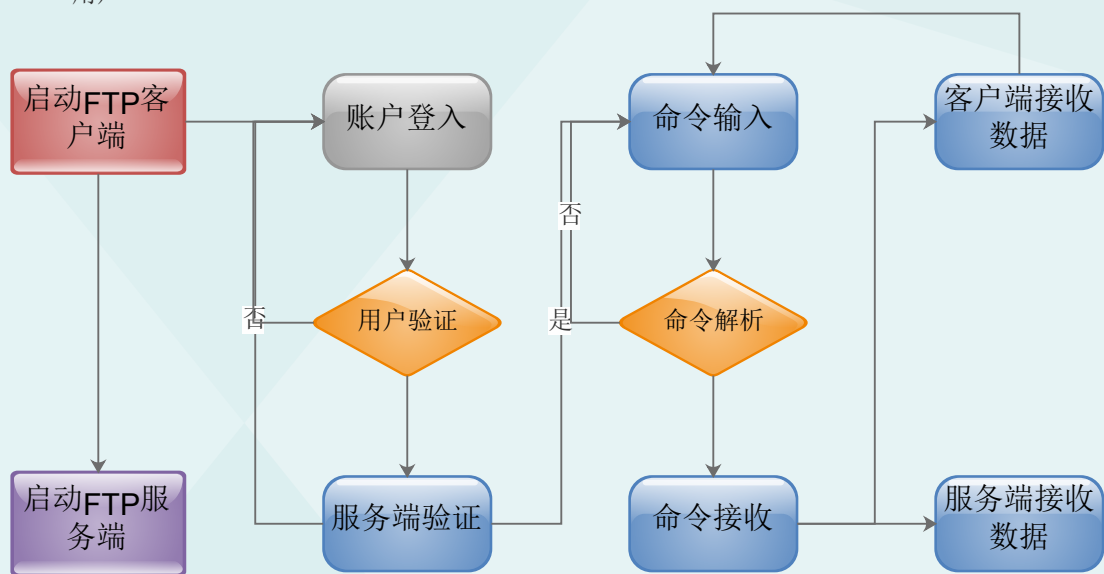 启动FTP客
户端
账户登入
命令输入
客户端接收
数据
否
否
用户验证
是
命令解析
启动FTP服
务端
服务端验证
命令接收
服务端接收
数据